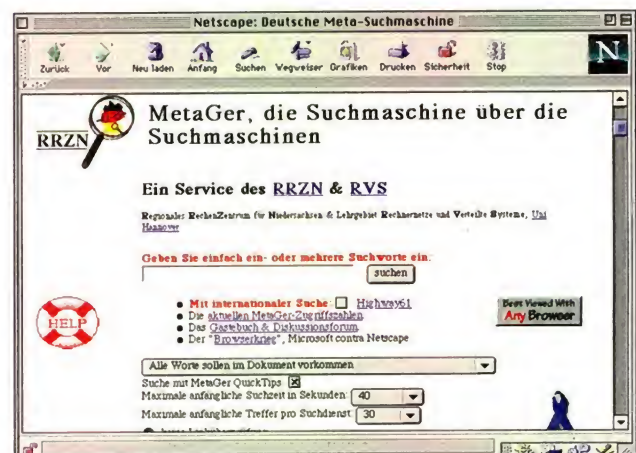 Netscape: Deutsche Meta-Suchmaschine
Zurück Vor Neu laden Anfang Suchen Wegweiser Grafiken Drucken Sicherheit Stop
N
RRZN
MetaGer, die Suchmaschine über die
Suchmaschinen
Ein Service des RRZN & RVS
Regionales RechenZentrum für Niedersachsen & Lehrgebiet Rechnernetze und Verteilte Systeme, Uni
Hannover
Geben Sie einfach ein- oder mehrere Suchworte ein:
suchen
Mit internationaler Suche: Highway61
Die aktuellen MetaGer-Zugriffszahlen
Das Gästebuch & Diskussionsforum
Der "Browserkrieg", Microsoft contra Netscape
HELP
Best Viewed With
Any Browser
Alle Worte sollen im Dokument vorkommen
Suche mit MetaGer QuickTips
Maximale anfängliche Suchzeit in Sekunden: 40
Maximale anfängliche Treffer pro Suchdienst: 30